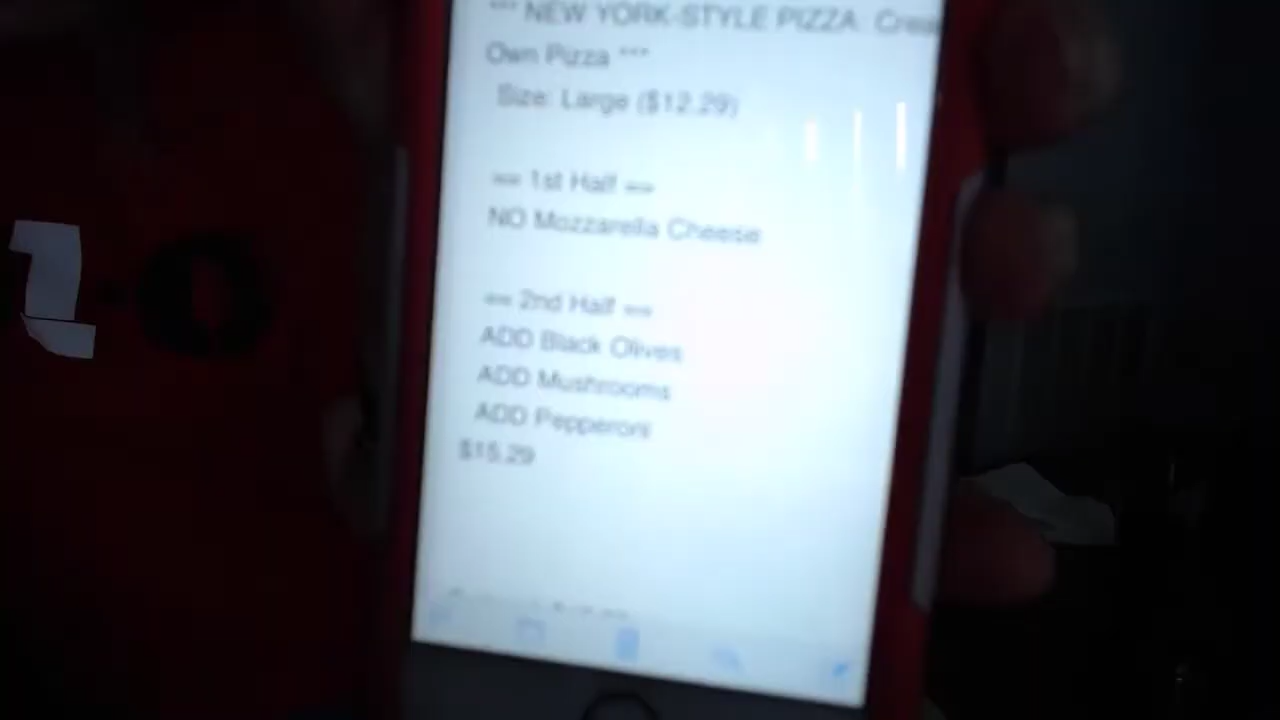 *** NEW YORK-STYLE PIZZA: Crea
Own Pizza ***
Size: Large ($12.29)
== 1st Half ==
NO Mozzarella Cheese
== 2nd Half ==
ADD Black Olives
ADD Mushrooms
ADD Pepperoni
$15.29